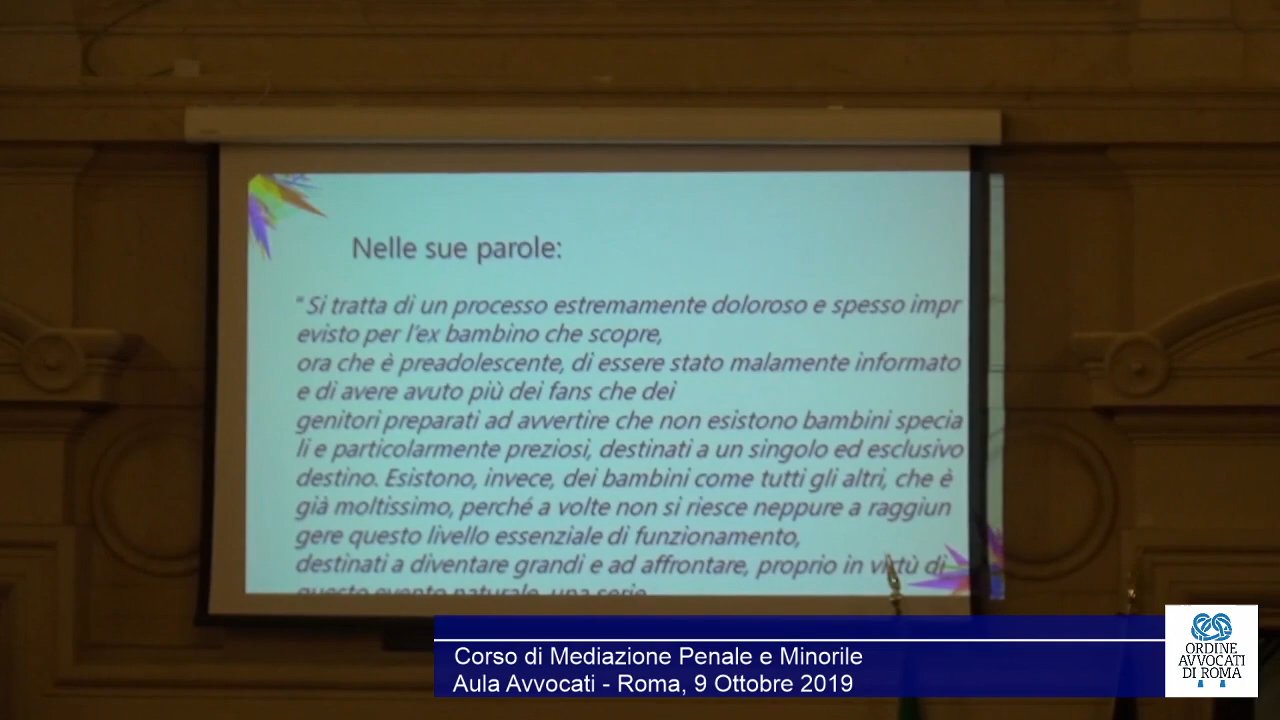 Nelle sue parole:
“ Si tratta di un processo estremamente doloroso e spesso impr
evisto per l’ex bambino che scopre,
ora che è preadolescente, di essere stato malamente informato
e di avere avuto più dei fans che dei
genitori preparati ad avvertire che non esistono bambini specia
li e particolarmente preziosi, destinati a un singolo ed esclusivo
destino. Esistono, invece, dei bambini come tutti gli altri, che è
già moltissimo, perché a volte non si riesce neppure a raggiun
gere questo livello essenziale di funzionamento,
destinati a diventare grandi e ad affrontare, proprio in virtù di
questo evento naturale, una serie
Corso di Mediazione Penale e Minorile
Aula Avvocati - Roma, 9 Ottobre 2019
ORDINE
AVVOCATI
DI ROMA